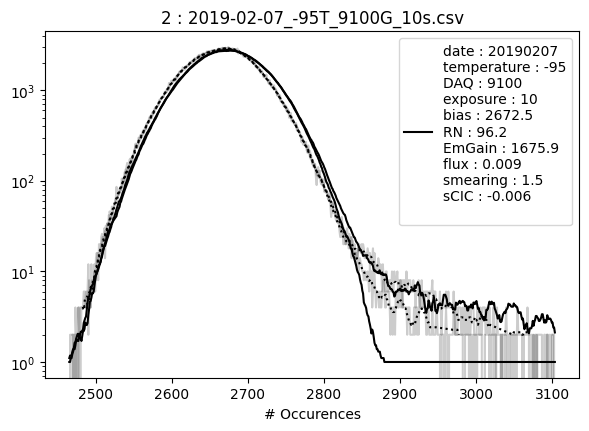 2 : 2019-02-07_-95T_9100G_10s.csv
date : 20190207
temperature : -95
DAQ : 9100
exposure : 10
bias : 2672.5
RN : 96.2
EmGain : 1675.9
flux : 0.009
smearing : 1.5
sCIC : -0.006
10³
10²
10¹
10⁰
2500 2600 2700 2800 2900 3000 3100
# Occurences